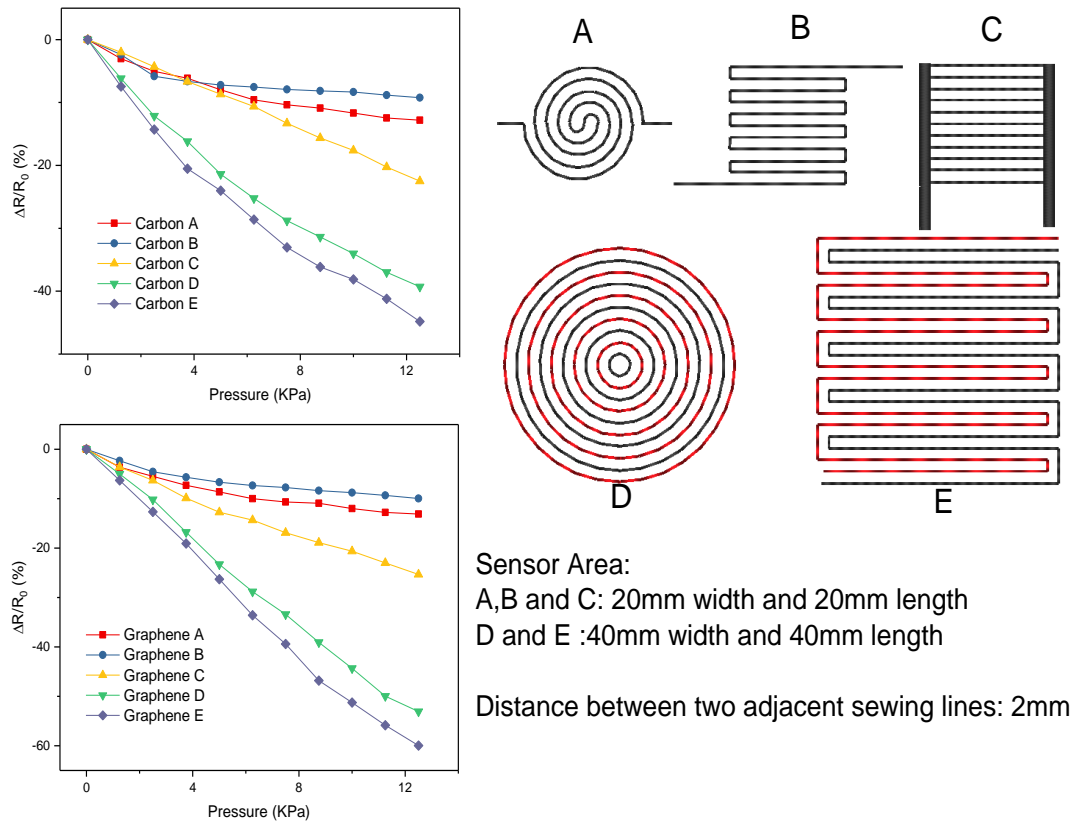 0
-20
-40
ΔR/R₀ (%)
Carbon A
Carbon B
Carbon C
Carbon D
Carbon E
0 4 8 12
Pressure (KPa)
0
-20
-40
-60
ΔR/R₀ (%)
Graphene A
Graphene B
Graphene C
Graphene D
Graphene E
0 4 8 12
Pressure (KPa)
A B C
D E
Sensor Area:
A,B and C: 20mm width and 20mm length
D and E :40mm width and 40mm length
Distance between two adjacent sewing lines: 2mm